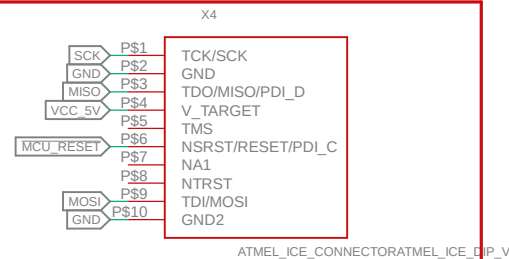 X4
SCK P$1 TCK/SCK
GND P$2 GND
MISO P$3 TDO/MISO/PDI_D
VCC_5V P$4 V_TARGET
P$5 TMS
MCU_RESET P$6 NSRST/RESET/PDI_C
P$7 NA1
P$8 NTRST
MOSI P$9 TDI/MOSI
GND P$10 GND2
ATMEL_ICE_CONNECTORATMEL_ICE_DIP_V